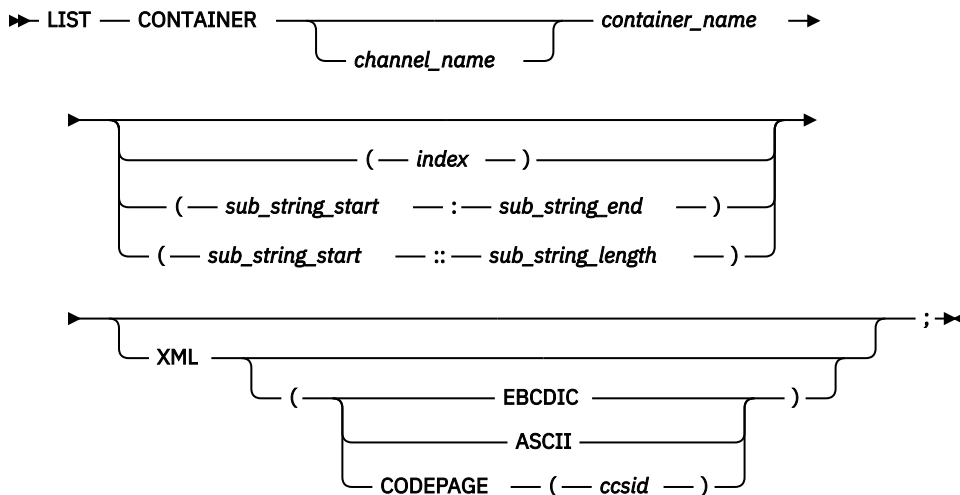 LIST CONTAINER container_name
channel_name
( index )
( sub_string_start : sub_string_end )
( sub_string_start :: sub_string_length )
;
XML
( EBCDIC )
ASCII
CODEPAGE ( ccsid )